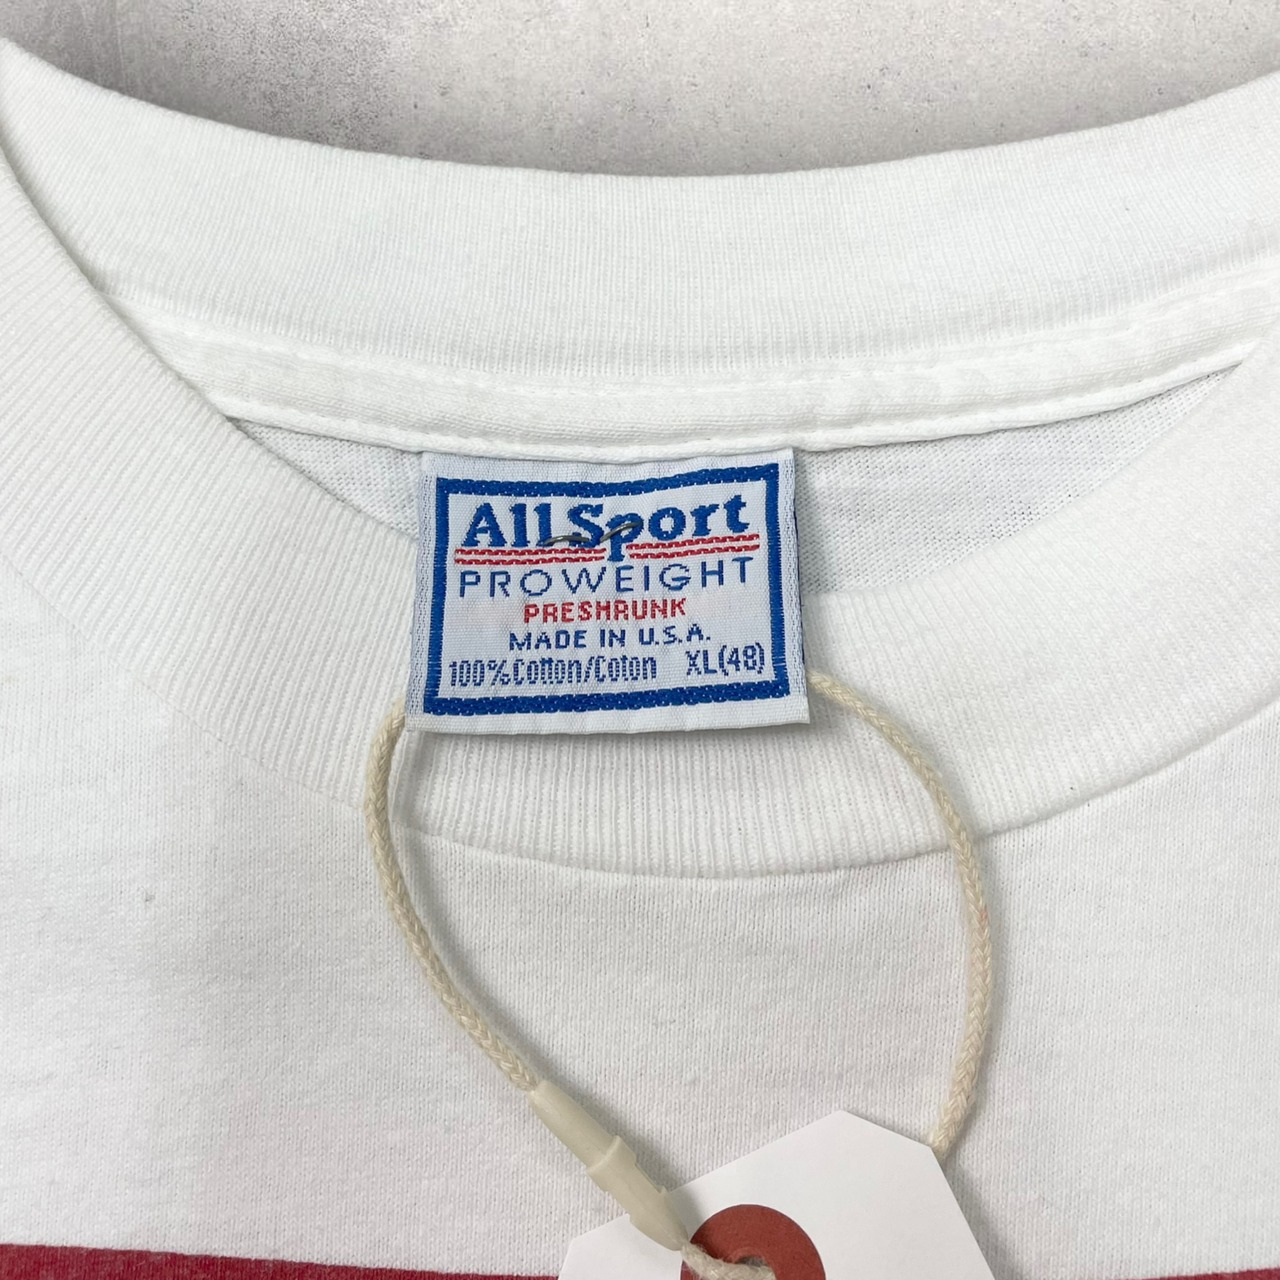 AllSport
PROWEIGHT
PRESHRUNK
MADE IN U.S.A.
100%Cotton/Coton XL(48)